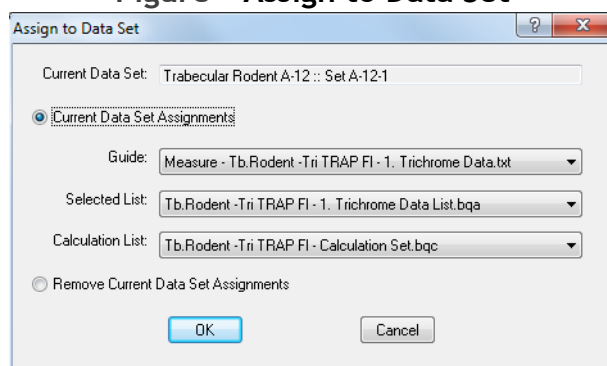 Assign to Data Set
Assign to Data Set
Current Data Set: Trabecular Rodent A-12 :: Set A-12-1
Current Data Set Assignments
Guide: Measure - Tb.Rodent -Tri TRAP Fl - 1. Trichrome Data.txt
Selected List: Tb.Rodent -Tri TRAP Fl - 1. Trichrome Data List.bqa
Calculation List: Tb.Rodent -Tri TRAP Fl - Calculation Set.bqc
Remove Current Data Set Assignments
OK Cancel